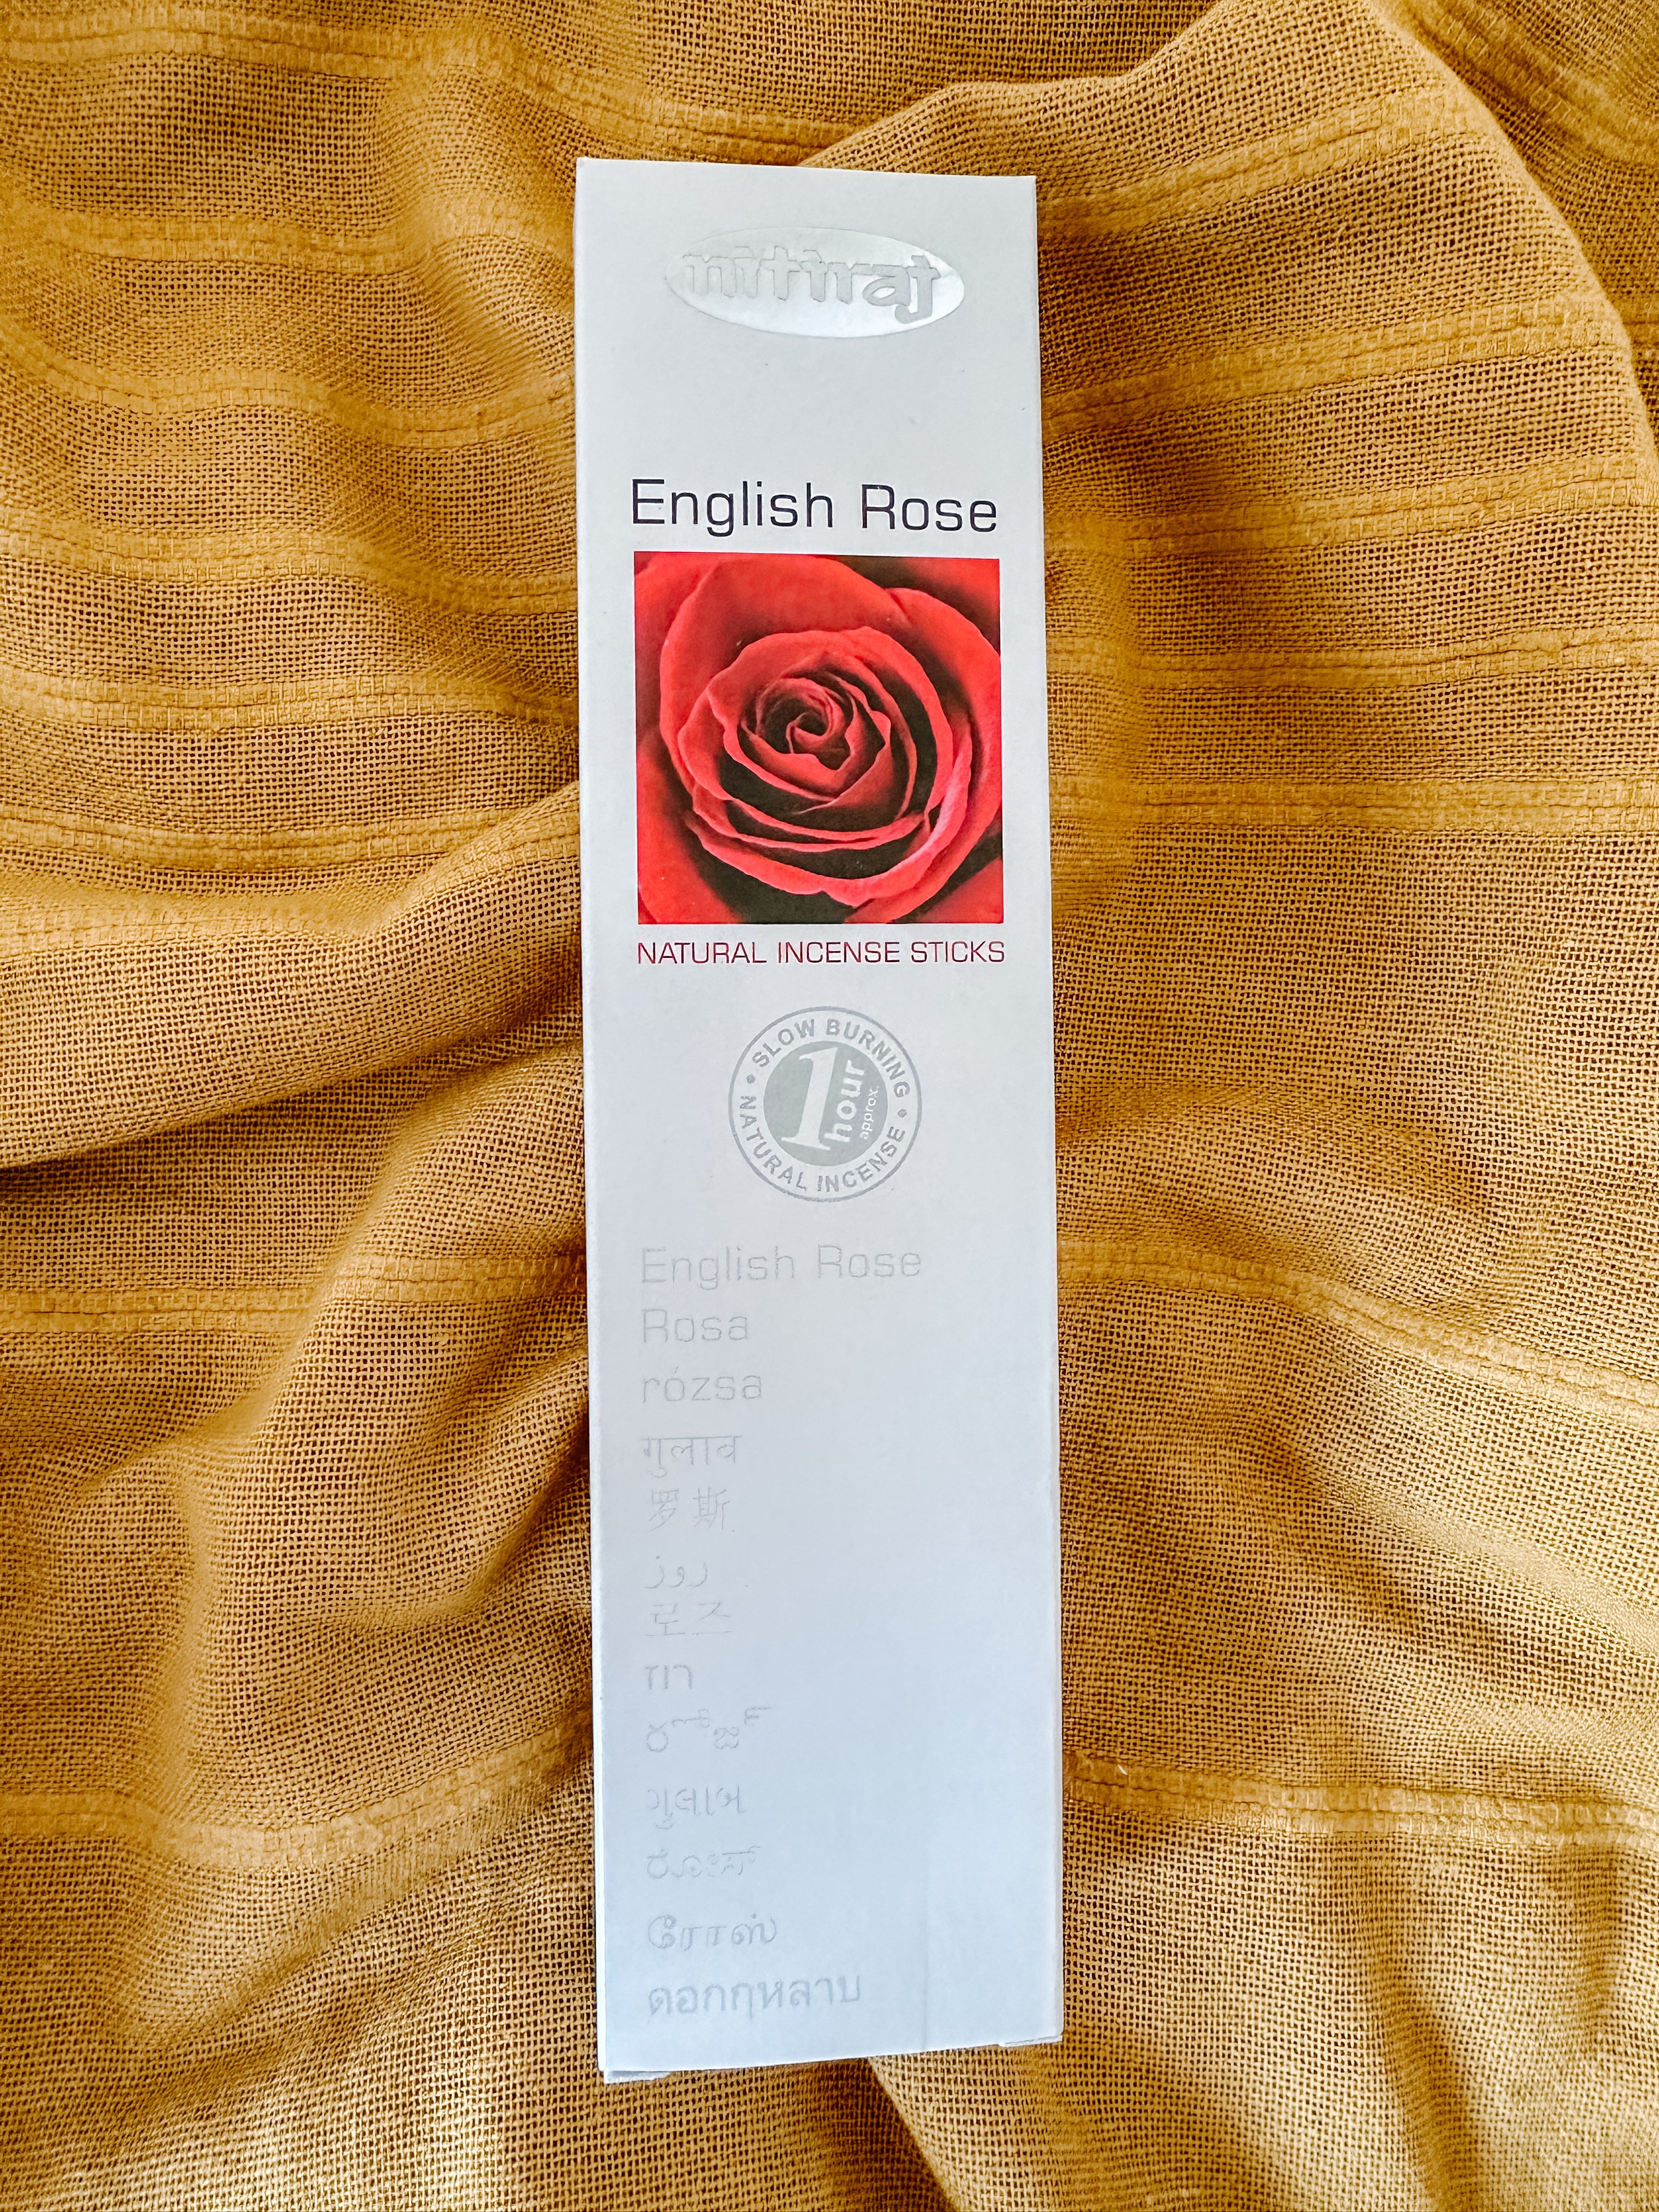 nitiraj
English Rose
NATURAL INCENSE STICKS
SLOW BURNING
1 hour
approx.
NATURAL INCENSE
English Rose
Rosa
rózsa
गुलाव
罗斯
روز
로즈
רוז
ગુલાબ
ரோஸ்
ดอกกุหลาบ